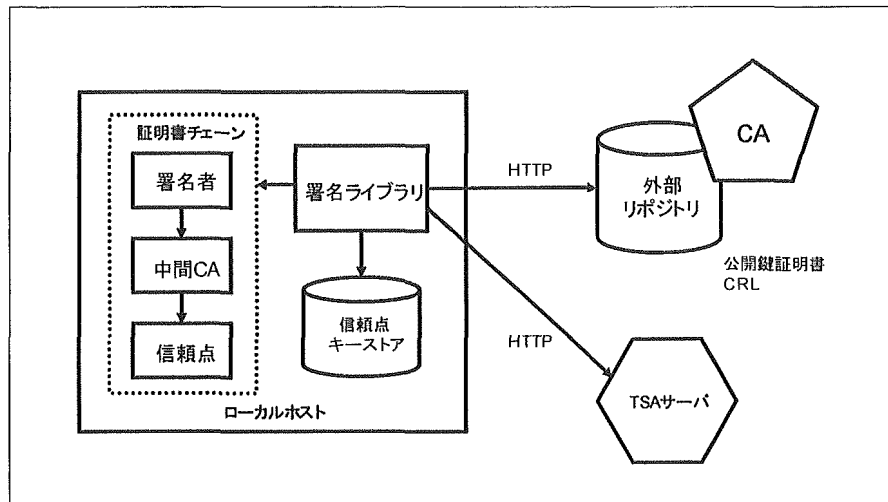 証明書チェーン
署名者
中間CA
信頼点
署名ライブラリ
信頼点
キーストア
ローカルホスト
HTTP
HTTP
外部
リポジトリ
CA
公開鍵証明書
CRL
TSAサーバ